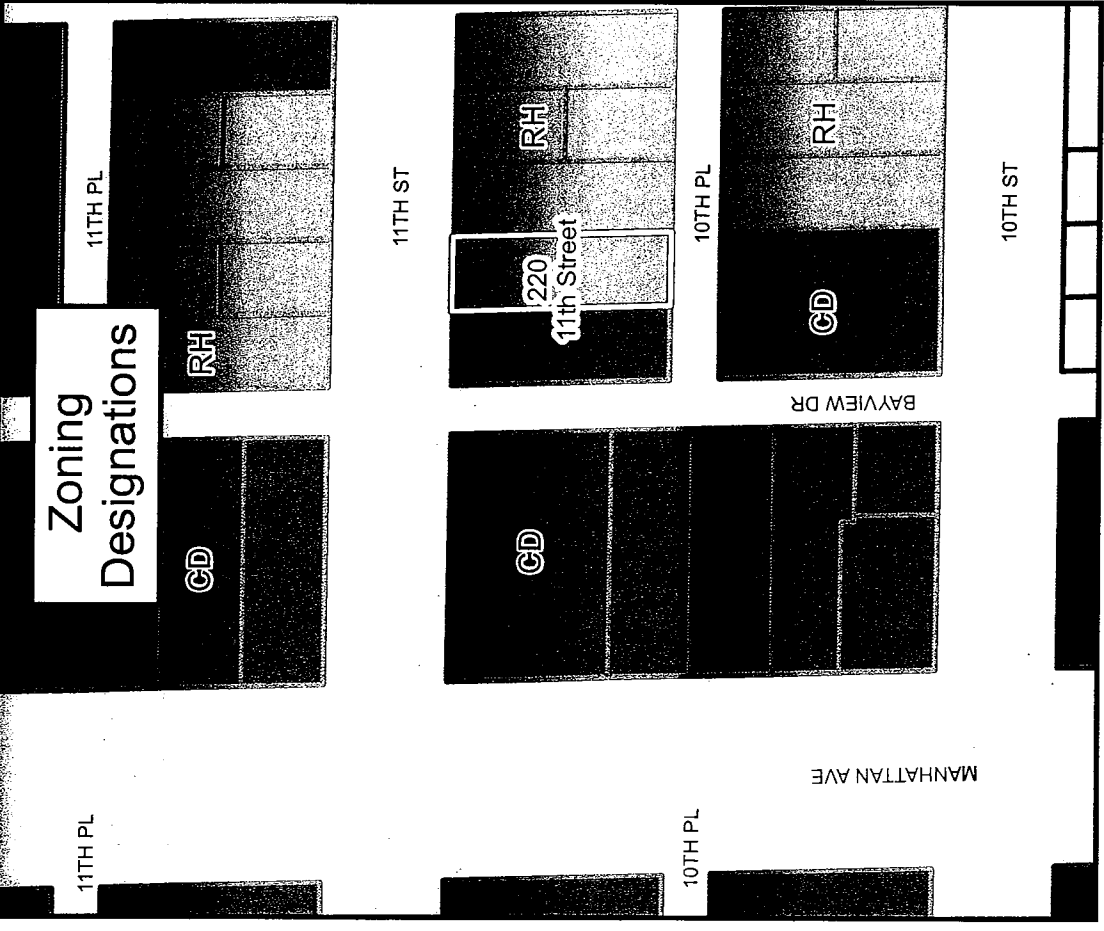 Zoning
Designations
11TH PL
RH
CD
11TH ST
RH
220
11th Street
CD
10TH PL
RH
CD
BAYVIEW DR
10TH ST
MANHATTAN AVE
11TH PL
10TH PL